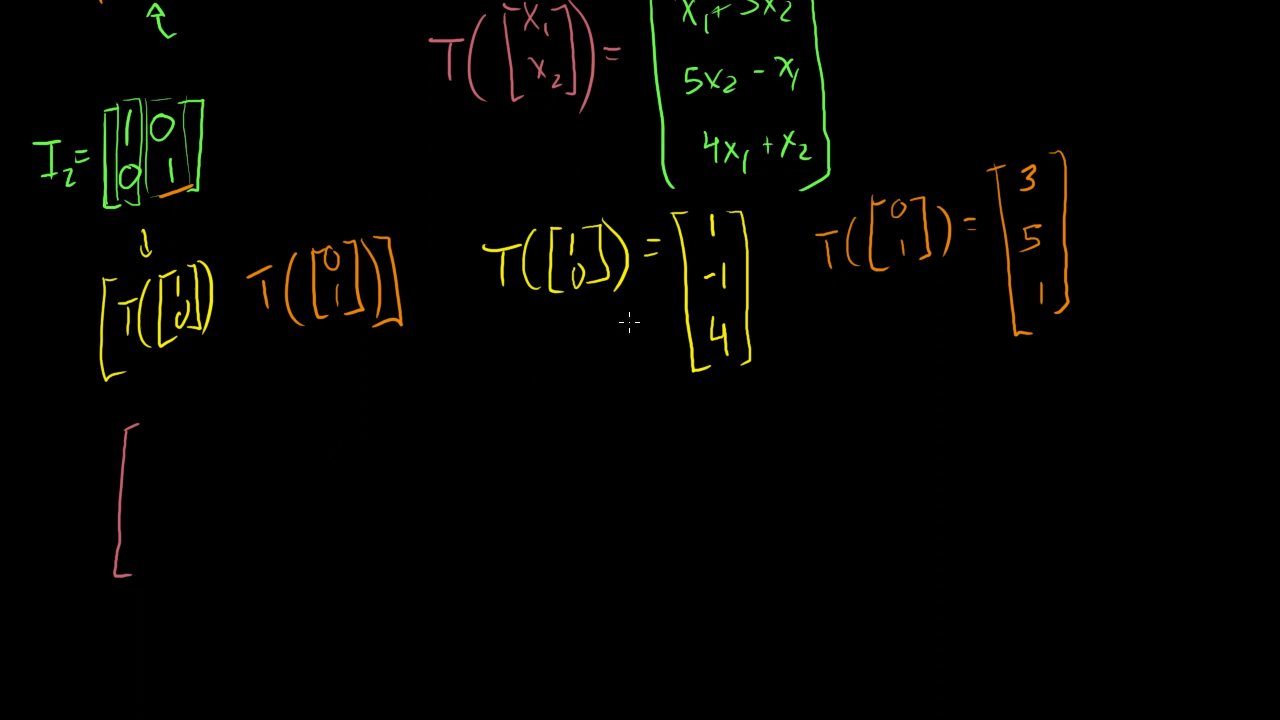 T([x₁ x₂]) = [x₁ + 3x₂
5x₂ - x₁
4x₁ + x₂]
I₂ = [1 0
0 1]
[T([1 0]) T([0 1])]
T([1 0]) = [1 -1 4]
T([0 1]) = [3 5 1]
[